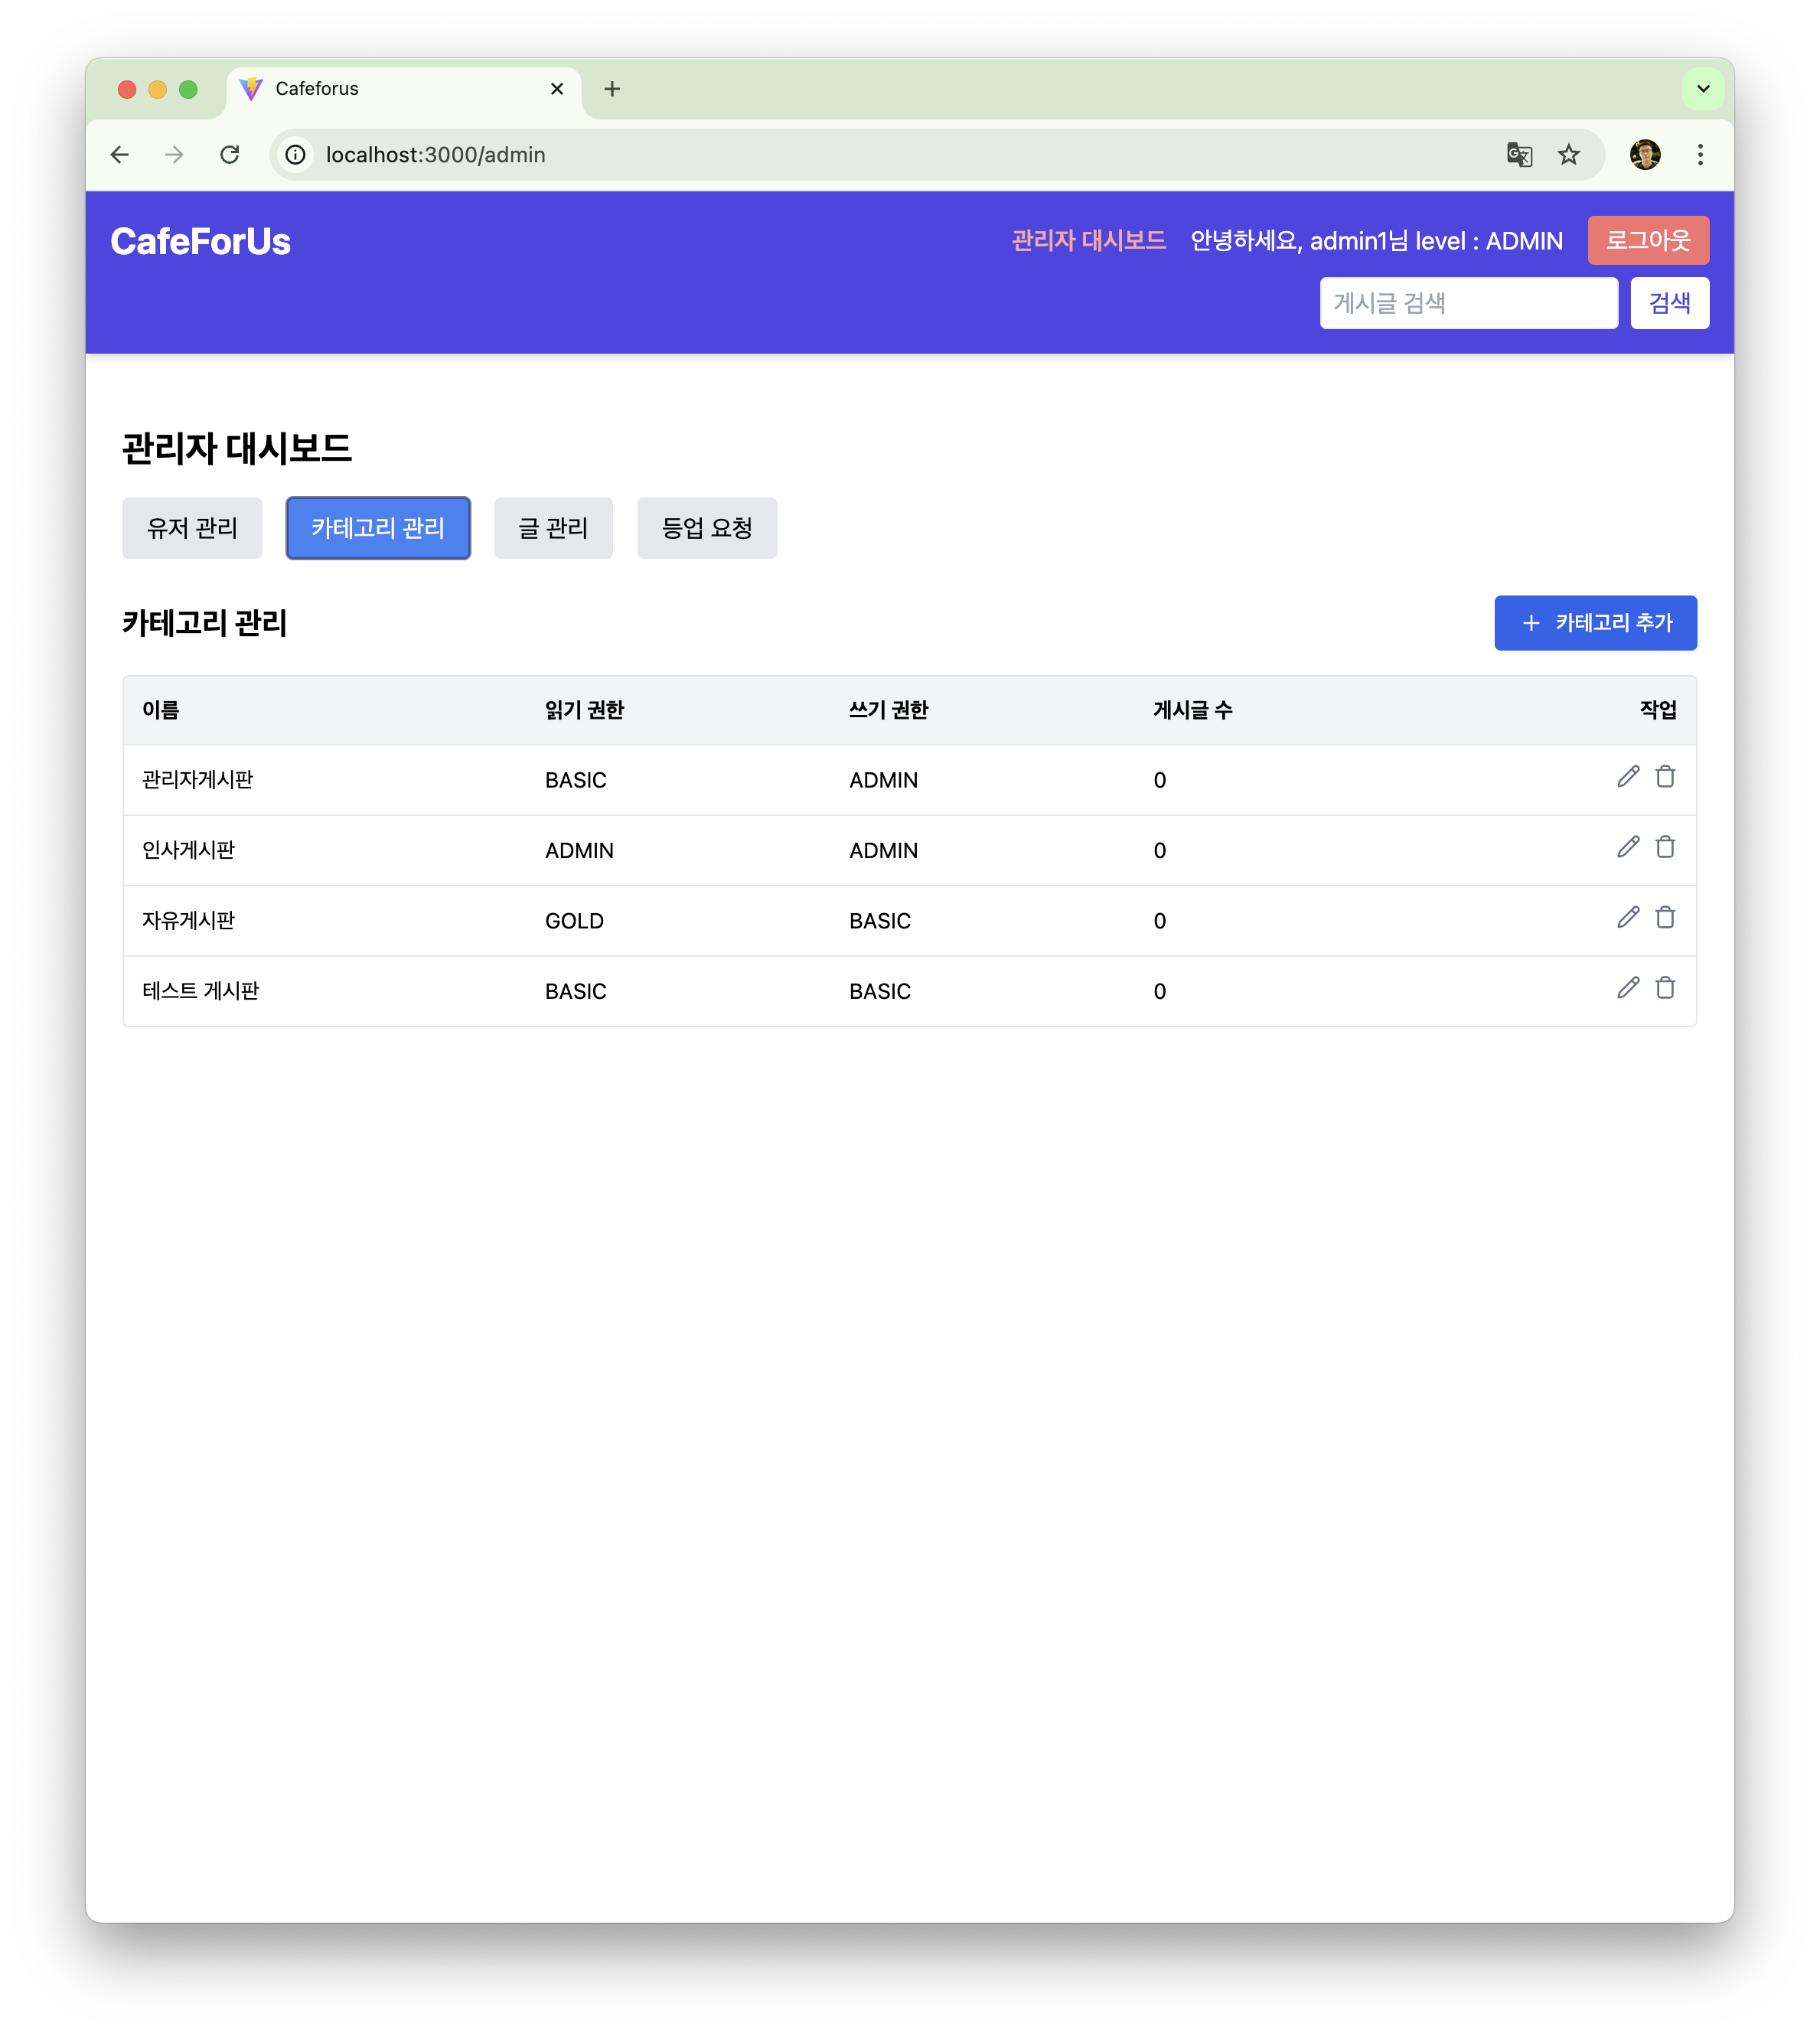 Cafeforus
localhost:3000/admin
CafeForUs
관리자 대시보드 안녕하세요, admin1님 level : ADMIN 로그아웃
게시글 검색 검색
관리자 대시보드
유저 관리 카테고리 관리 글 관리 등업 요청
카테고리 관리 + 카테고리 추가
이름 읽기 권한 쓰기 권한 게시글 수 작업
관리자게시판 BASIC ADMIN 0
인사게시판 ADMIN ADMIN 0
자유게시판 GOLD BASIC 0
테스트 게시판 BASIC BASIC 0